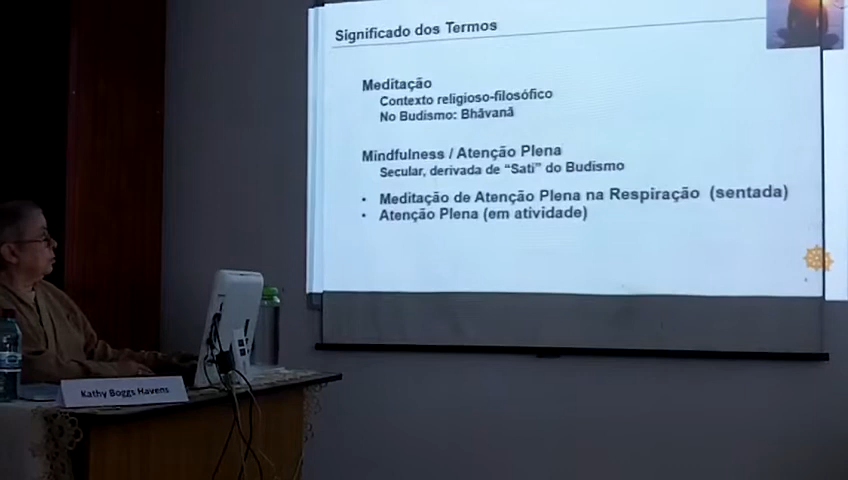 Significado dos Termos
Meditação
Contexto religioso-filosófico
No Budismo: Bhāvanā
Mindfulness / Atenção Plena
Secular, derivada de “Sati” do Budismo
• Meditação de Atenção Plena na Respiração (sentada)
• Atenção Plena (em atividade)
Kathy Boggs Havens